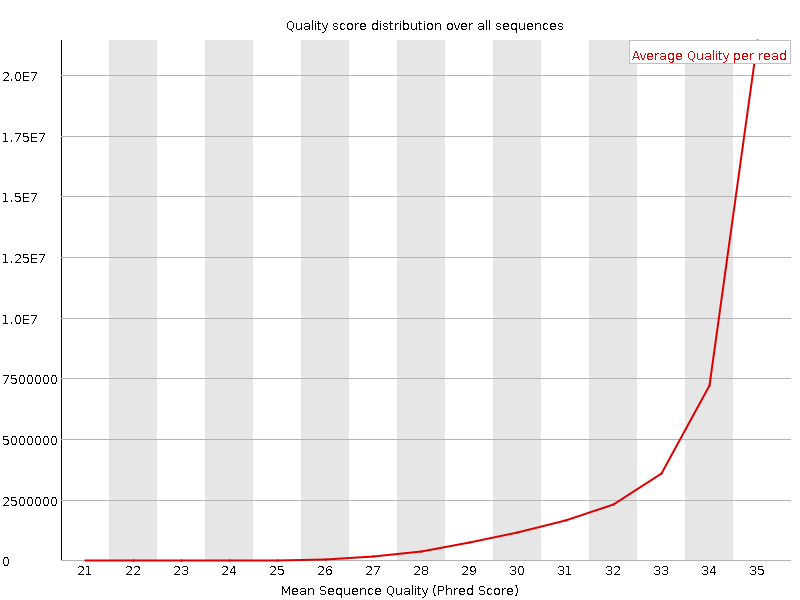 Quality score distribution over all sequences
Average Quality per read
2.0E7
1.75E7
1.5E7
1.25E7
1.0E7
7500000
5000000
2500000
0
21 22 23 24 25 26 27 28 29 30 31 32 33 34 35
Mean Sequence Quality (Phred Score)